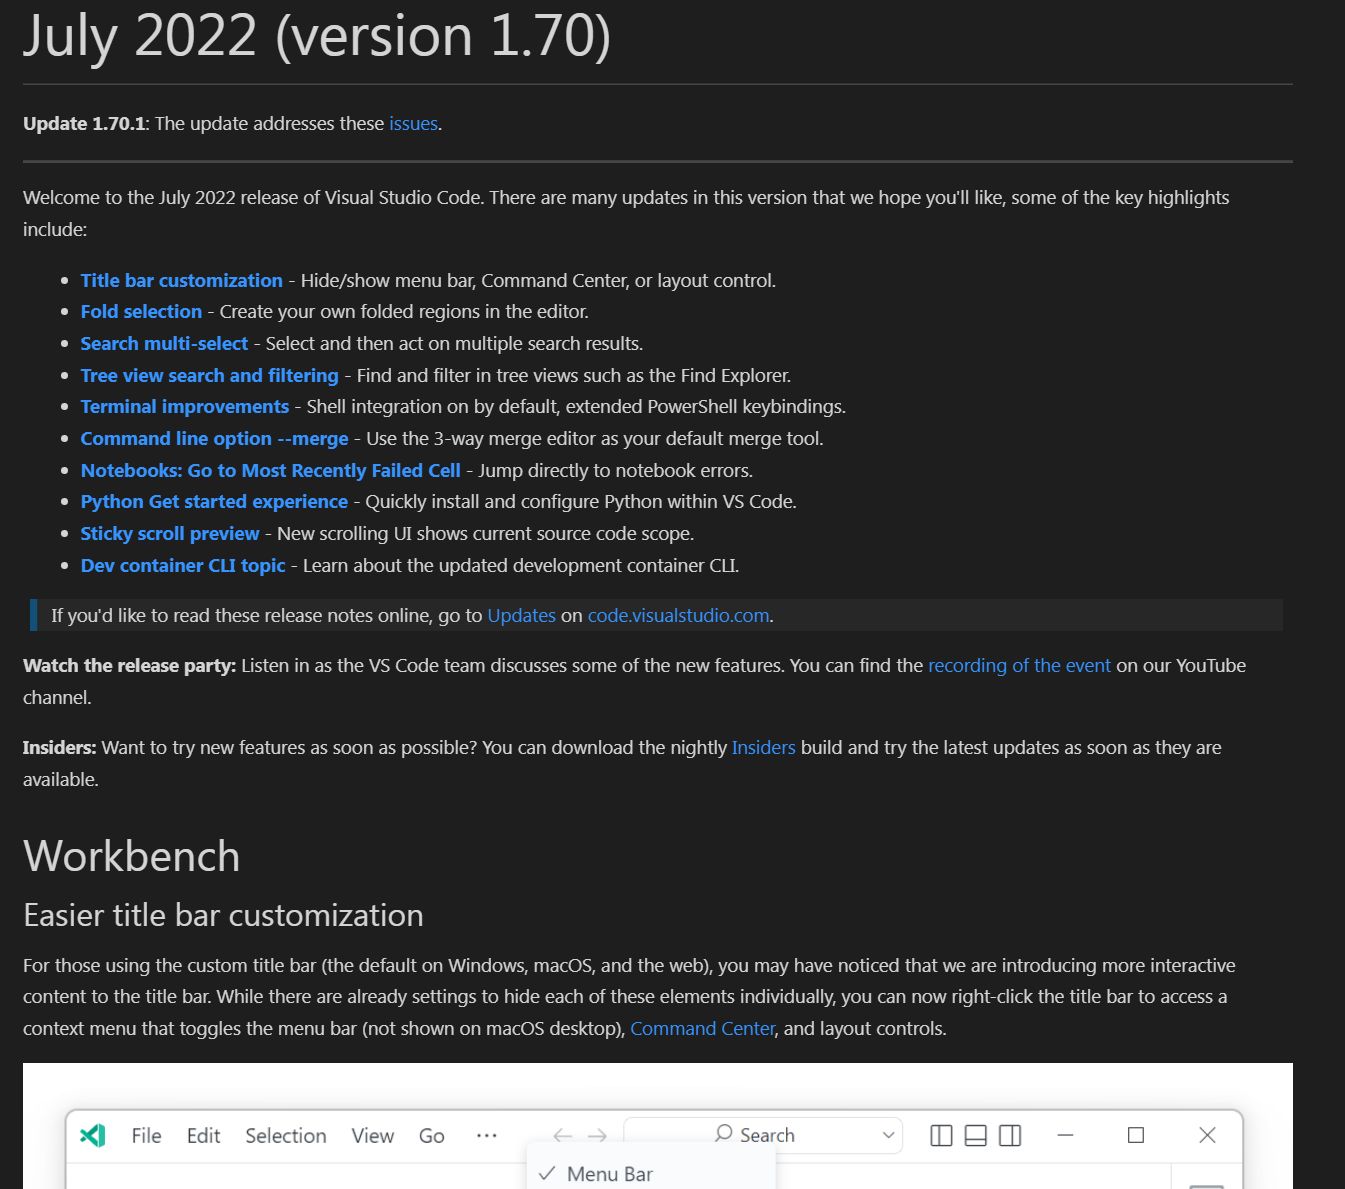 July 2022 (version 1.70)
Update 1.70.1: The update addresses these issues.
Welcome to the July 2022 release of Visual Studio Code. There are many updates in this version that we hope you'll like, some of the key highlights
include:
• Title bar customization - Hide/show menu bar, Command Center, or layout control.
• Fold selection - Create your own folded regions in the editor.
• Search multi-select - Select and then act on multiple search results.
• Tree view search and filtering - Find and filter in tree views such as the Find Explorer.
• Terminal improvements - Shell integration on by default, extended PowerShell keybindings.
• Command line option --merge - Use the 3-way merge editor as your default merge tool.
• Notebooks: Go to Most Recently Failed Cell - Jump directly to notebook errors.
• Python Get started experience - Quickly install and configure Python within VS Code.
• Sticky scroll preview - New scrolling UI shows current source code scope.
• Dev container CLI topic - Learn about the updated development container CLI.
If you'd like to read these release notes online, go to Updates on code.visualstudio.com.
Watch the release party: Listen in as the VS Code team discusses some of the new features. You can find the recording of the event on our YouTube
channel.
Insiders: Want to try new features as soon as possible? You can download the nightly Insiders build and try the latest updates as soon as they are
available.
Workbench
Easier title bar customization
For those using the custom title bar (the default on Windows, macOS, and the web), you may have noticed that we are introducing more interactive
content to the title bar. While there are already settings to hide each of these elements individually, you can now right-click the title bar to access a
context menu that toggles the menu bar (not shown on macOS desktop), Command Center, and layout controls.
File Edit Selection View Go ··· Search
Menu Bar